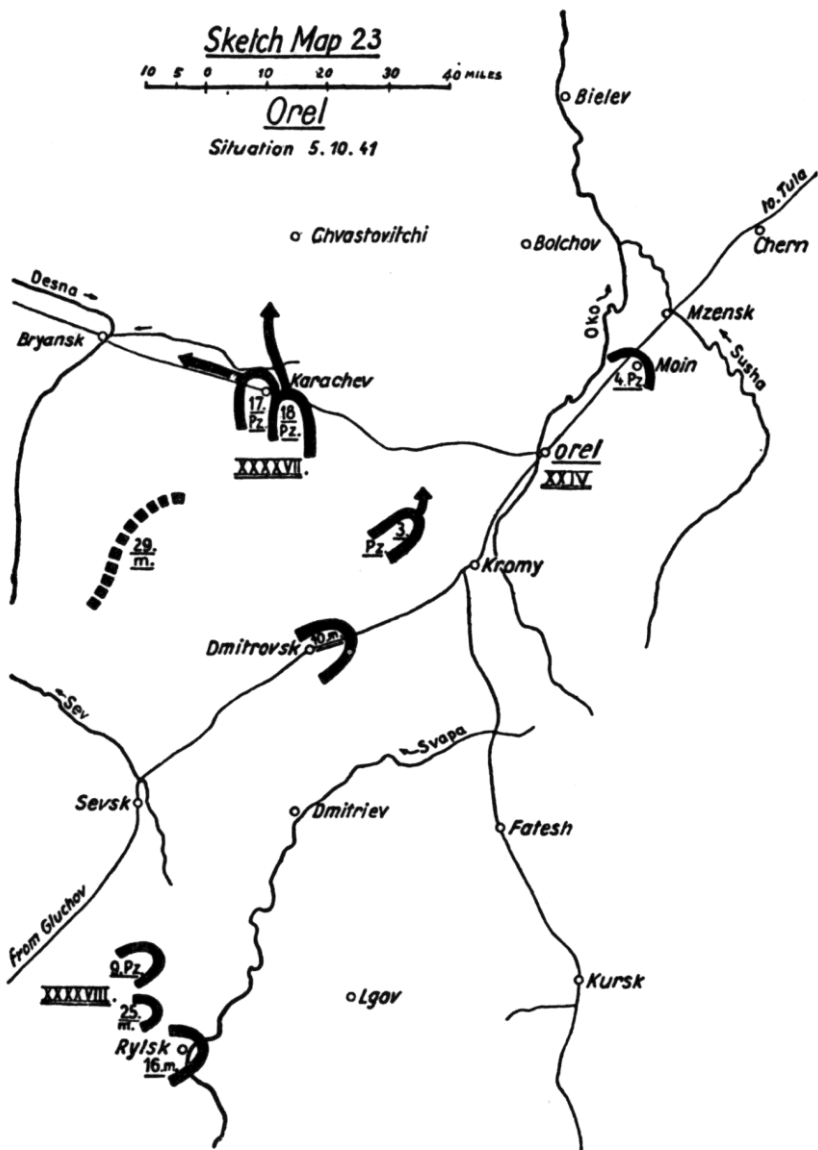 Sketch Map 23
10 5 0 10 20 30 40 MILES
Orel
Situation 5.10.41
Bielev
to. Tula
Chvastovitchi
Bolchov
Chern
Desna
Oko
Mzensk
Bryansk
Susha
Karachev
Moin
4. Pz
17. Pz.
18 Pz.
XXXXVII.
orel
XXIV
3. Pz
29. m.
Kromy
10. m
Dmitrovsk
Sev
Svapa
Sevsk
Dmitriev
Fatesh
from Gluchov
9. Pz
XXXXVIII.
25. m.
Lgov
Kursk
Rylsk
16. m.